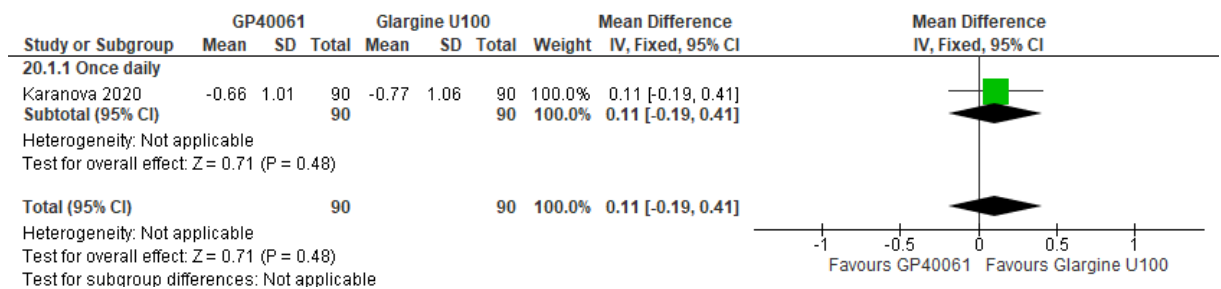 GP40061 Glargine U100 Mean Difference Mean Difference
Study or Subgroup Mean SD Total Mean SD Total Weight IV, Fixed, 95% CI IV, Fixed, 95% CI
20.1.1 Once daily
Karanova 2020 -0.66 1.01 90 -0.77 1.06 90 100.0% 0.11 [-0.19, 0.41]
Subtotal (95% CI) 90 90 100.0% 0.11 [-0.19, 0.41]
Heterogeneity: Not applicable
Test for overall effect: Z = 0.71 (P = 0.48)
Total (95% CI) 90 90 100.0% 0.11 [-0.19, 0.41]
Heterogeneity: Not applicable
Test for overall effect: Z = 0.71 (P = 0.48)
Test for subgroup differences: Not applicable
-1 -0.5 0 0.5 1
Favours GP40061 Favours Glargine U100